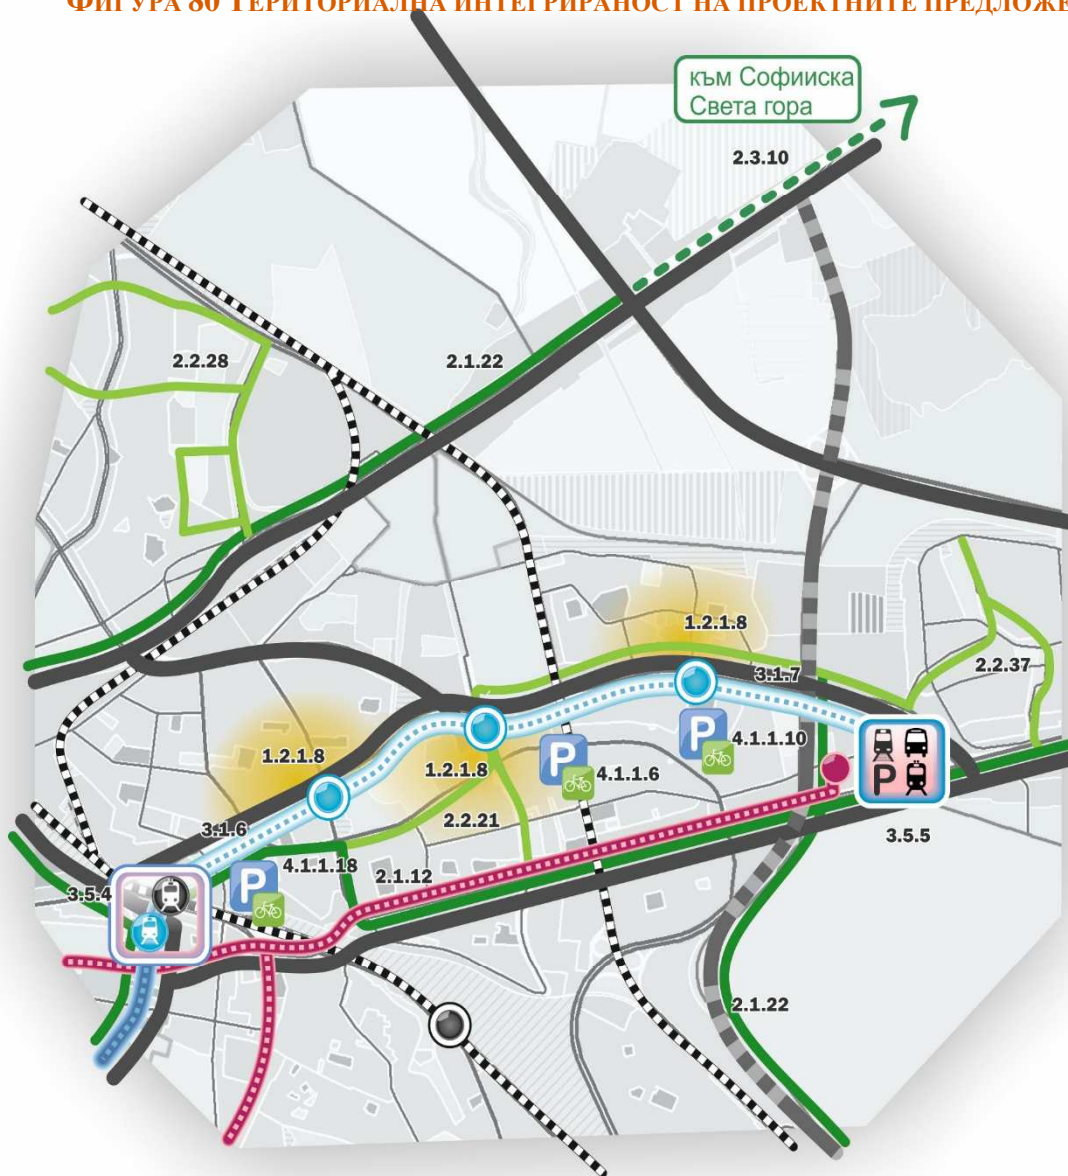 ФИГУРА 80 ТЕРИТОРИАЛНА ИНТЕГРИРАНОСТ НА ПРОЕКТНИТЕ ПРЕДЛОЖЕ
към Софииска
Света гора
2.3.10
2.2.28
2.1.22
1.2.1.8
2.2.37
3.1.7
P
4.1.1.10
1.2.1.8
1.2.1.8
P
4.1.1.6
P
2.2.21
3.1.6
3.5.5
4.1.1.18
2.1.12
P
3.5.4
2.1.22